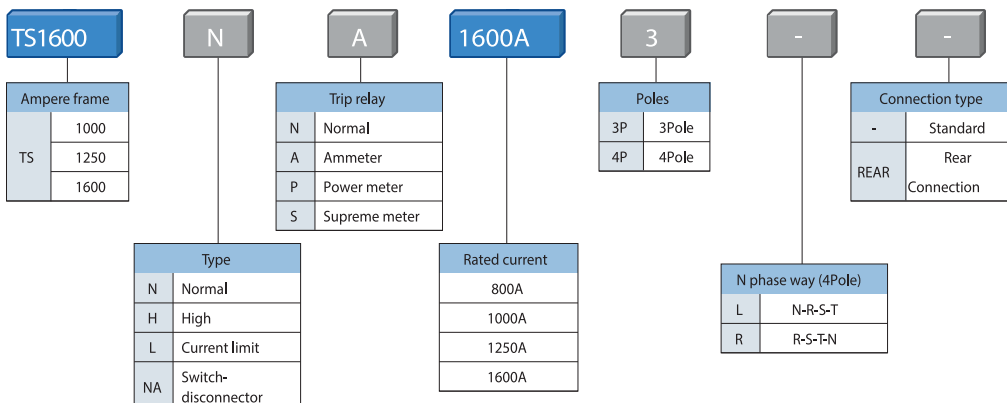 TS1600 N A 1600A 3 - -
Ampere frame
TS
1000
1250
1600
Trip relay
N Normal
A Ammeter
P Power meter
S Supreme meter
Poles
3P 3Pole
4P 4Pole
Connection type
- Standard
REAR Rear
Connection
Type
N Normal
H High
L Current limit
NA Switch-
disconnector
Rated current
800A
1000A
1250A
1600A
N phase way (4Pole)
L N-R-S-T
R R-S-T-N